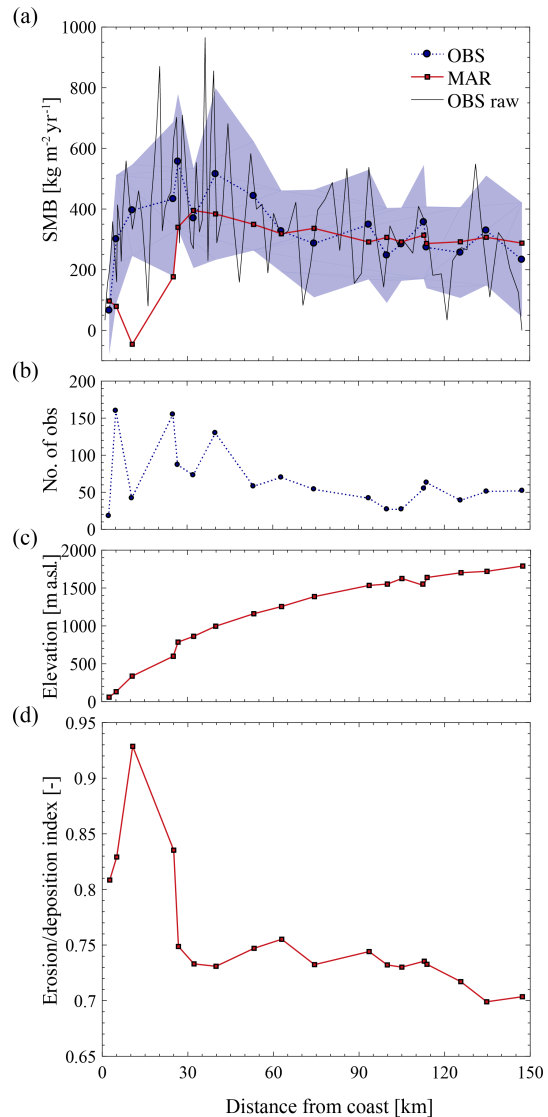 (a)
1000
800
600
400
200
0
SMB [kg m-2 yr-1]
OBS
MAR
OBS raw
(b)
200
150
100
50
0
No. of obs
(c)
2000
1500
1000
500
0
Elevation [m a.s.l.]
(d)
0.95
0.9
0.85
0.8
0.75
0.7
0.65
Erosion/deposition index [-]
0 30 60 90 120 150
Distance from coast [km]